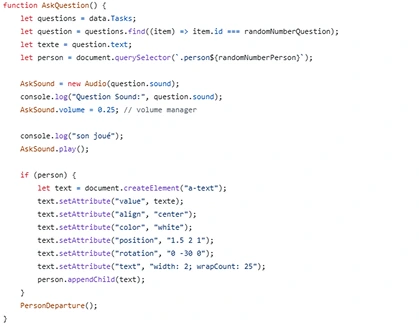 function AskQuestion() {
let questions = data.Tasks;
let question = questions.find((item) => item.id === randomNumberQuestion);
let texte = question.text;
let person = document.querySelector(`.person${randomNumberPerson}`);
AskSound = new Audio(question.sound);
console.log("Question Sound:", question.sound);
AskSound.volume = 0.25; // volume manager
console.log("son joué");
AskSound.play();
if (person) {
let text = document.createElement("a-text");
text.setAttribute("value", texte);
text.setAttribute("align", "center");
text.setAttribute("color", "white");
text.setAttribute("position", "1.5 2 1");
text.setAttribute("rotation", "0 -30 0");
text.setAttribute("text", "width: 2; wrapCount: 25");
person.appendChild(text);
}
PersonDeparture();
}